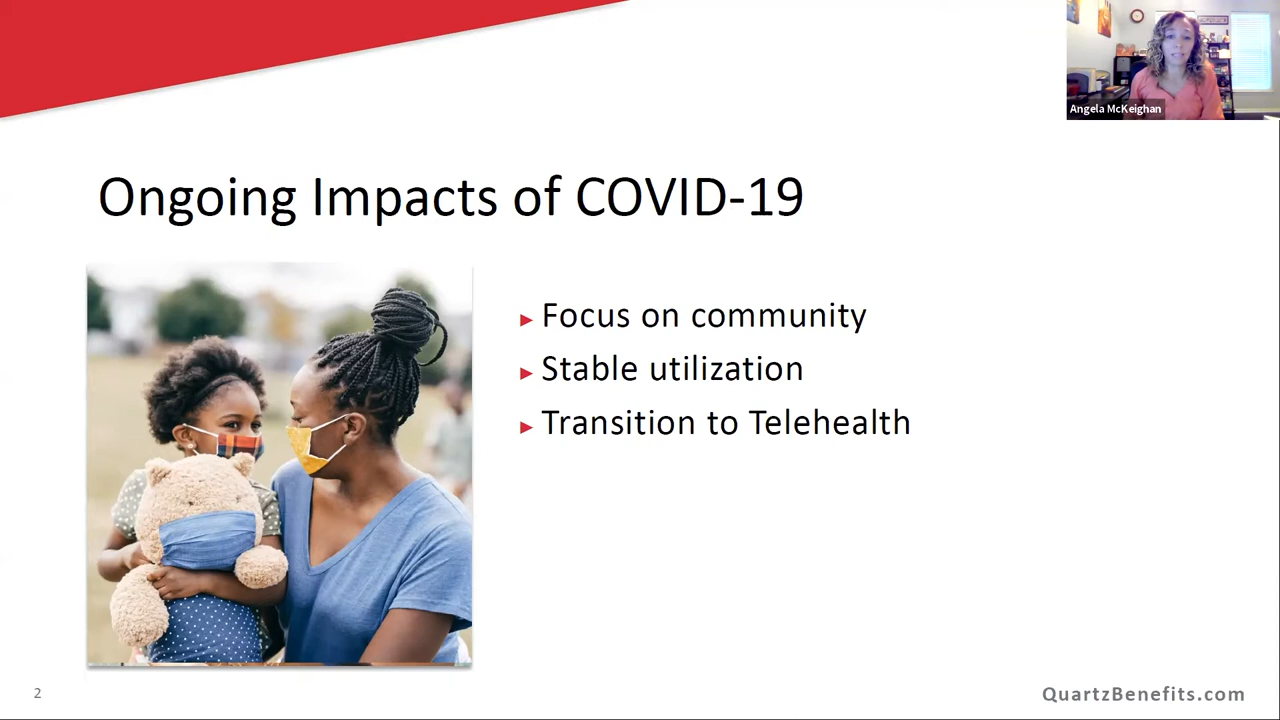 Angela McKeighan
Ongoing Impacts of COVID-19
► Focus on community
► Stable utilization
► Transition to Telehealth
2
QuartzBenefits.com